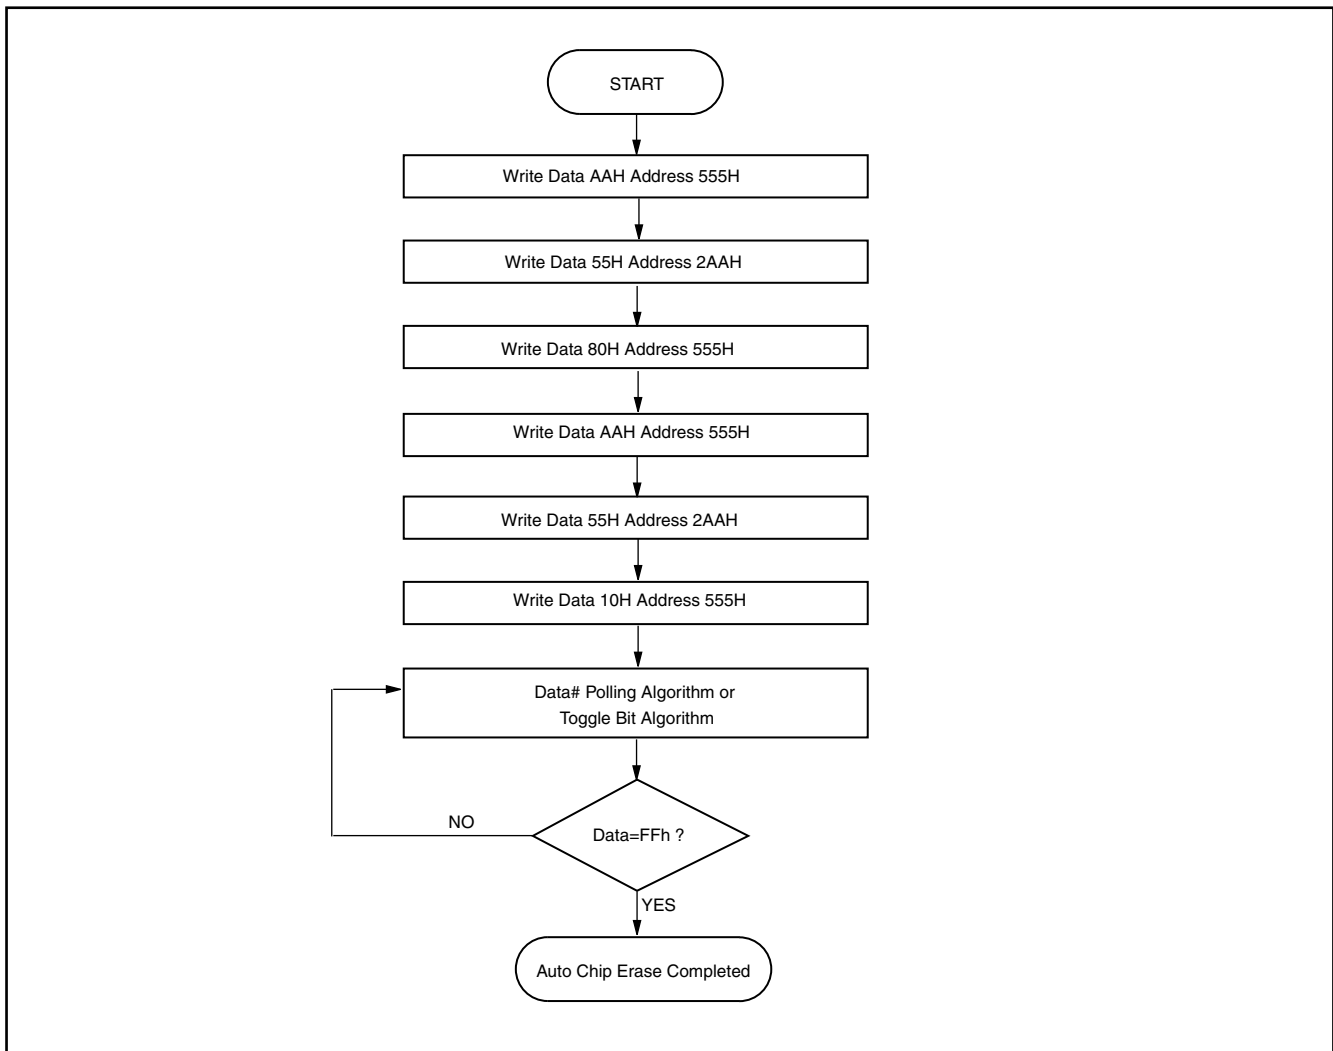 START
Write Data AAH Address 555H
Write Data 55H Address 2AAH
Write Data 80H Address 555H
Write Data AAH Address 555H
Write Data 55H Address 2AAH
Write Data 10H Address 555H
Data# Polling Algorithm or
Toggle Bit Algorithm
NO
Data=FFh ?
YES
Auto Chip Erase Completed